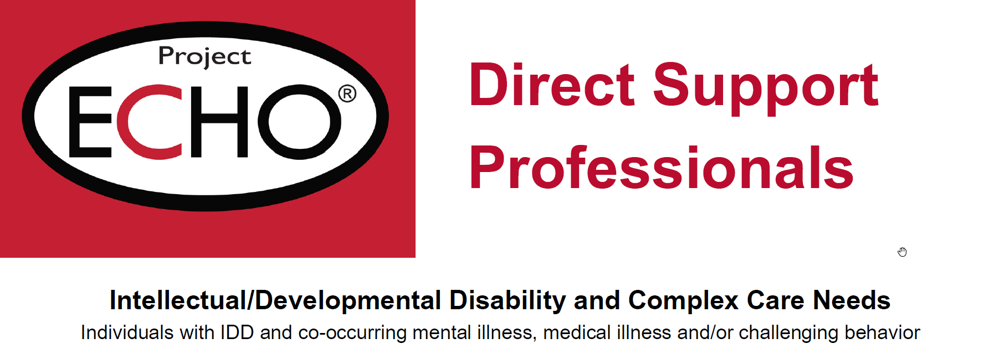 Project
ECHO®
Direct Support
Professionals
Intellectual/Developmental Disability and Complex Care Needs
Individuals with IDD and co-occurring mental illness, medical illness and/or challenging behavior